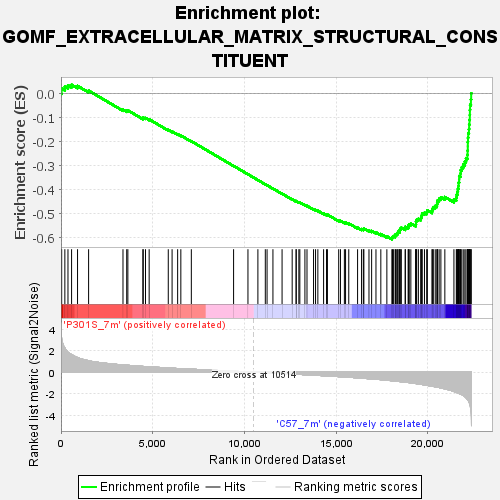 Enrichment plot:
GOMF_EXTRACELLULAR_MATRIX_STRUCTURAL_CONS
TITUENT
Enrichment score (ES)
0.0
-0.1
-0.2
-0.3
-0.4
-0.5
-0.6
Ranked list metric (Signal2Noise)
'P301S_7m' (positively correlated)
4
2
0
-2
-4
Zero cross at 10514
'C57_7m' (negatively correlated)
0
5,000
10,000
15,000
20,000
Rank in Ordered Dataset
Enrichment profile
Hits
Ranking metric scores